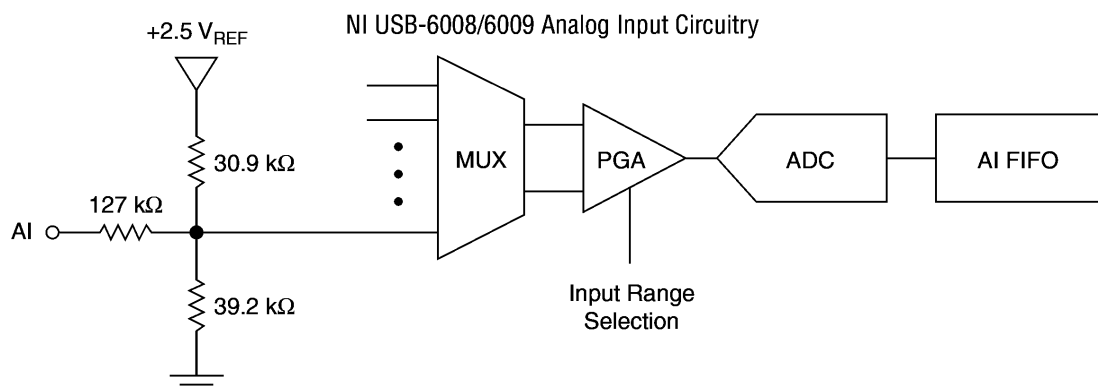 NI USB-6008/6009 Analog Input Circuitry
+2.5 VREF
30.9 kΩ
127 kΩ
AI
39.2 kΩ
MUX
PGA
ADC
AI FIFO
Input Range
Selection